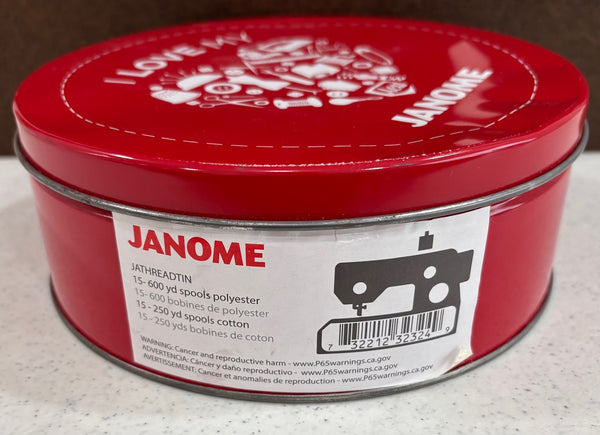 I LOVE MY
JANOME
JANOME
JATHREADTIN
15- 600 yd spools polyester
15- 600 bobines de polyester
15 - 250 yd spools cotton
15 - 250 yds bobines de coton
7 32212 32324 9
WARNING: Cancer and reproductive harm - www.P65warnings.ca.gov
ADVERTENCIA: Cáncer y daño reproductivo - www.P65warnings.ca.gov
AVERTISSEMENT: Cancer et anomalies de reproduction - www.P65warnings.ca.gov